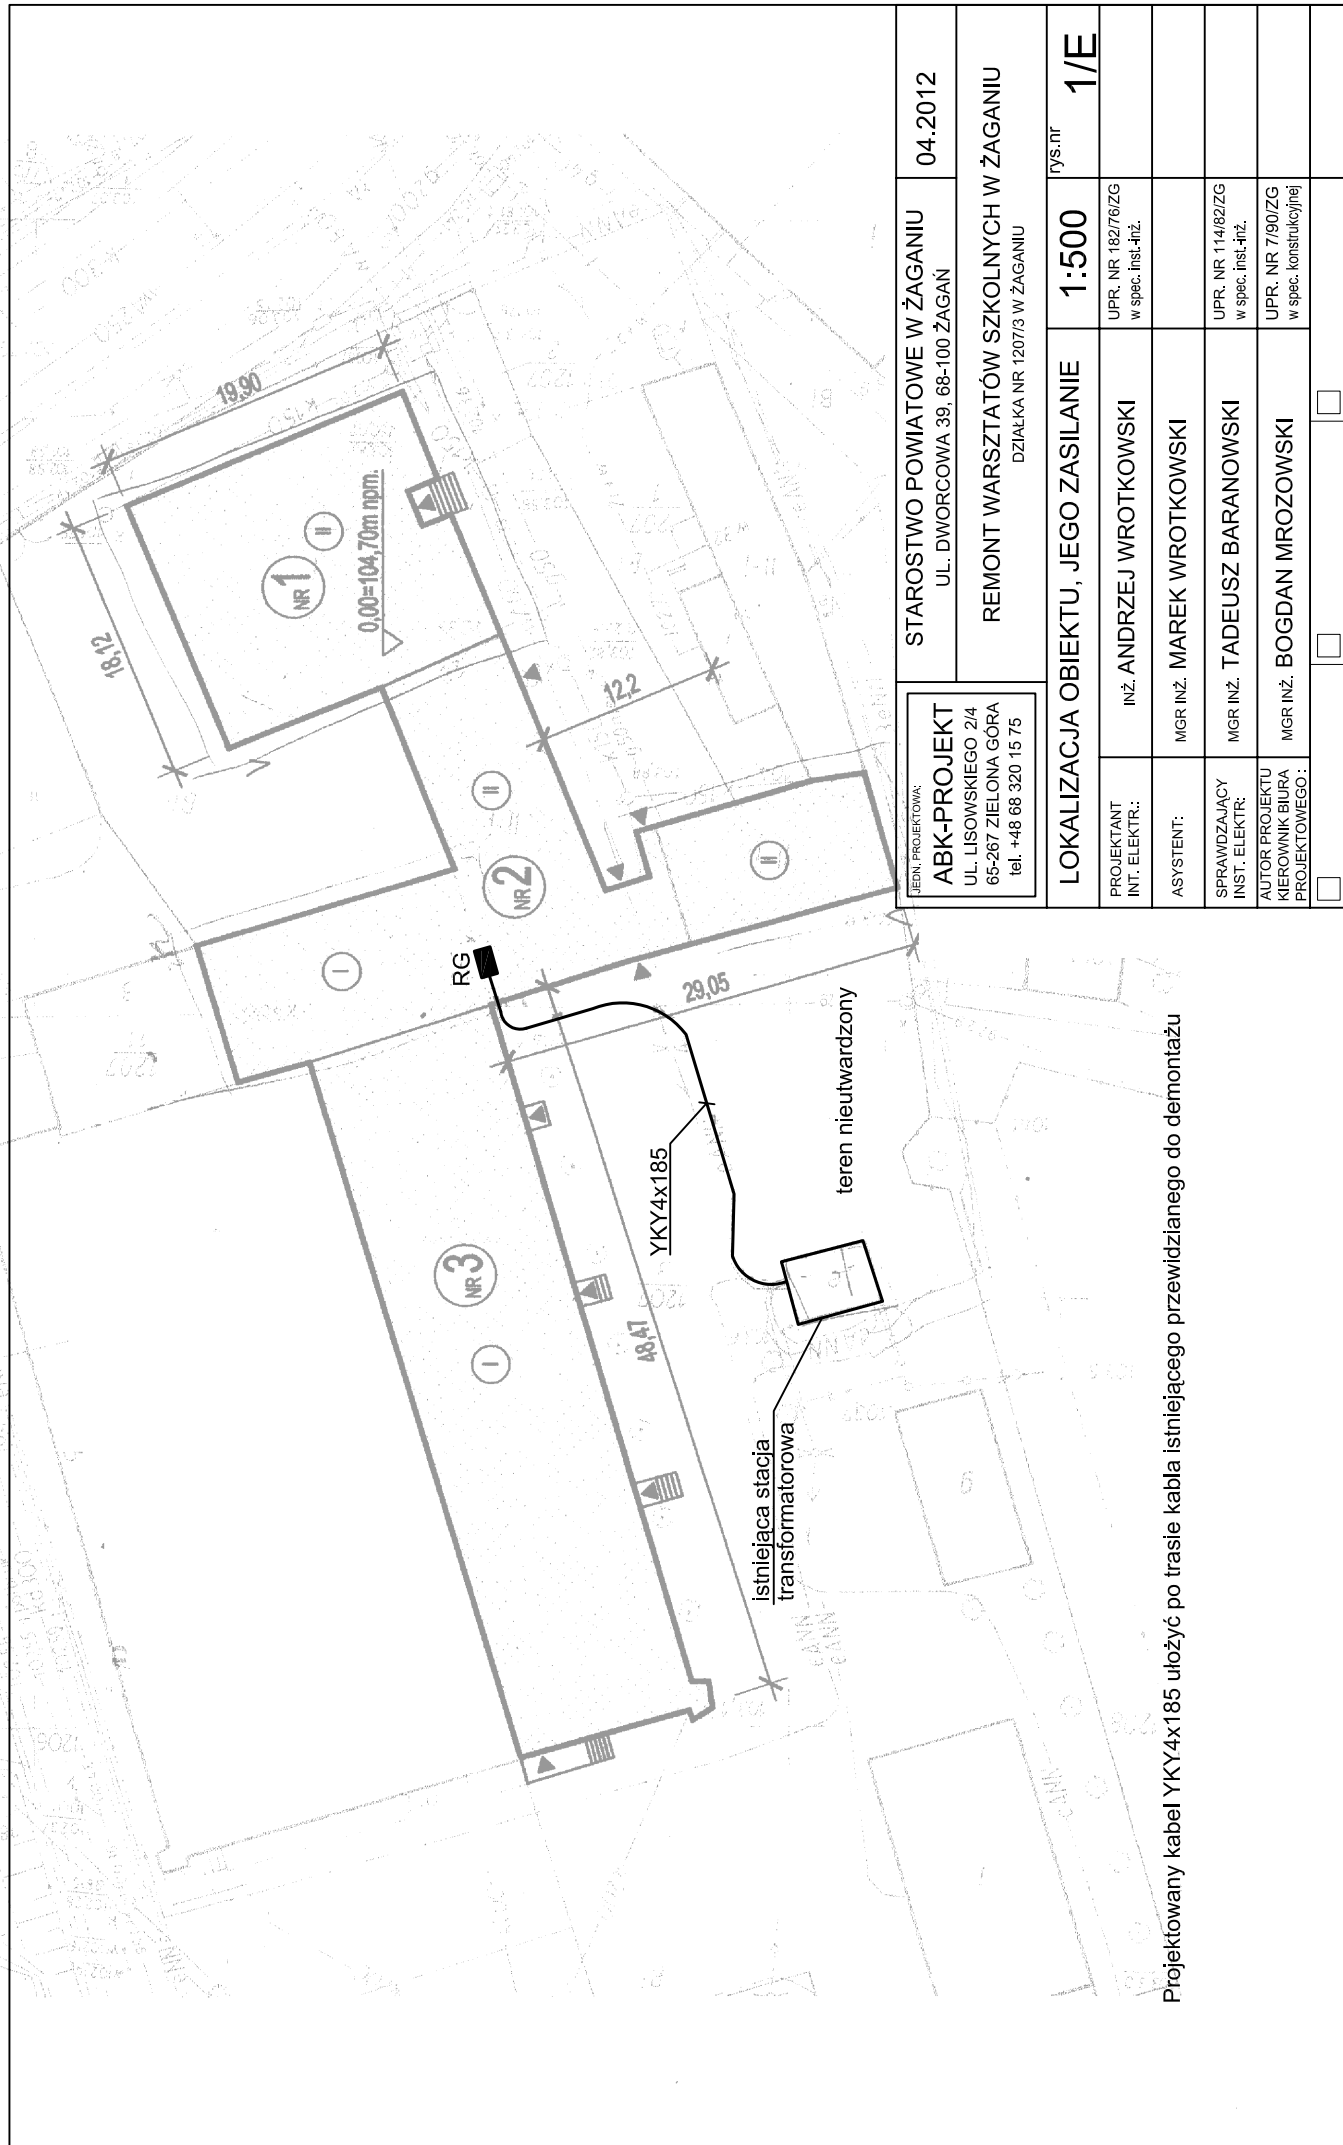 19,90
18,12
NR 1
II
0,00=104,70m npm.
12,2
II
NR 2
II
I
RG
29,05
teren nieutwardzony
YKY4x185
NR 3
I
48,47
istniejąca stacja
transformatorowa
Projektowany kabel YKY4x185 ułożyć po trasie kabla istniejącego przewidzianego do demontażu
JEDN. PROJEKTOWA:
ABK-PROJEKT
UL. LISOWSKIEGO 2/4
65-267 ZIELONA GÓRA
tel. +48 68 320 15 75
STAROSTWO POWIATOWE W ŻAGANIU
UL. DWORCOWA 39, 68-100 ŻAGAŃ
04.2012
REMONT WARSZTATÓW SZKOLNYCH W ŻAGANIU
DZIAŁKA NR 1207/3 W ŻAGANIU
LOKALIZACJA OBIEKTU, JEGO ZASILANIE
1:500
rys.nr
1/E
PROJEKTANT
INT. ELEKTR.:
INŻ. ANDRZEJ WROTKOWSKI
UPR. NR 182/76/ZG
w spec. inst.-inż.
ASYSTENT:
MGR INŻ. MAREK WROTKOWSKI
SPRAWDZAJĄCY
INST. ELEKTR:
MGR INŻ. TADEUSZ BARANOWSKI
UPR. NR 114/82/ZG
w spec. inst.-inż.
AUTOR PROJEKTU
KIEROWNIK BIURA
PROJEKTOWEGO:
MGR INŻ. BOGDAN MROZOWSKI
UPR. NR 7/90/ZG
w spec. konstrukcyjnej